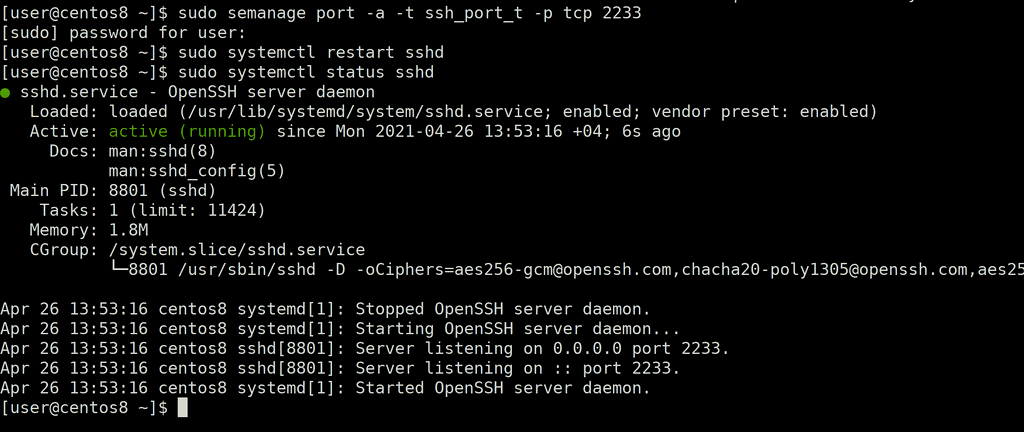 [user@centos8 ~]$ sudo semanage port -a -t ssh_port_t -p tcp 2233
[sudo] password for user:
[user@centos8 ~]$ sudo systemctl restart sshd
[user@centos8 ~]$ sudo systemctl status sshd
● sshd.service - OpenSSH server daemon
   Loaded: loaded (/usr/lib/systemd/system/sshd.service; enabled; vendor preset: enabled)
   Active: active (running) since Mon 2021-04-26 13:53:16 +04; 6s ago
     Docs: man:sshd(8)
           man:sshd_config(5)
 Main PID: 8801 (sshd)
    Tasks: 1 (limit: 11424)
   Memory: 1.8M
   CGroup: /system.slice/sshd.service
           └─8801 /usr/sbin/sshd -D -oCiphers=aes256-gcm@openssh.com,chacha20-poly1305@openssh.com,aes25

Apr 26 13:53:16 centos8 systemd[1]: Stopped OpenSSH server daemon.
Apr 26 13:53:16 centos8 systemd[1]: Starting OpenSSH server daemon...
Apr 26 13:53:16 centos8 sshd[8801]: Server listening on 0.0.0.0 port 2233.
Apr 26 13:53:16 centos8 sshd[8801]: Server listening on :: port 2233.
Apr 26 13:53:16 centos8 systemd[1]: Started OpenSSH server daemon.
[user@centos8 ~]$